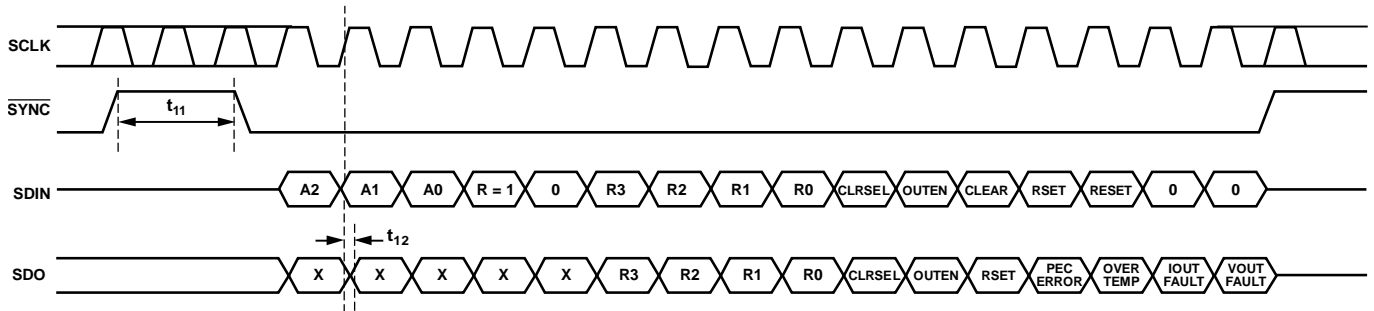 SCLK
SYNC
t11
SDIN A2 A1 A0 R = 1 0 R3 R2 R1 R0 CLRSEL OUTEN CLEAR RSET RESET 0 0
t12
SDO X X X X X R3 R2 R1 R0 CLRSEL OUTEN RSET PEC ERROR OVER TEMP IOUT FAULT VOUT FAULT